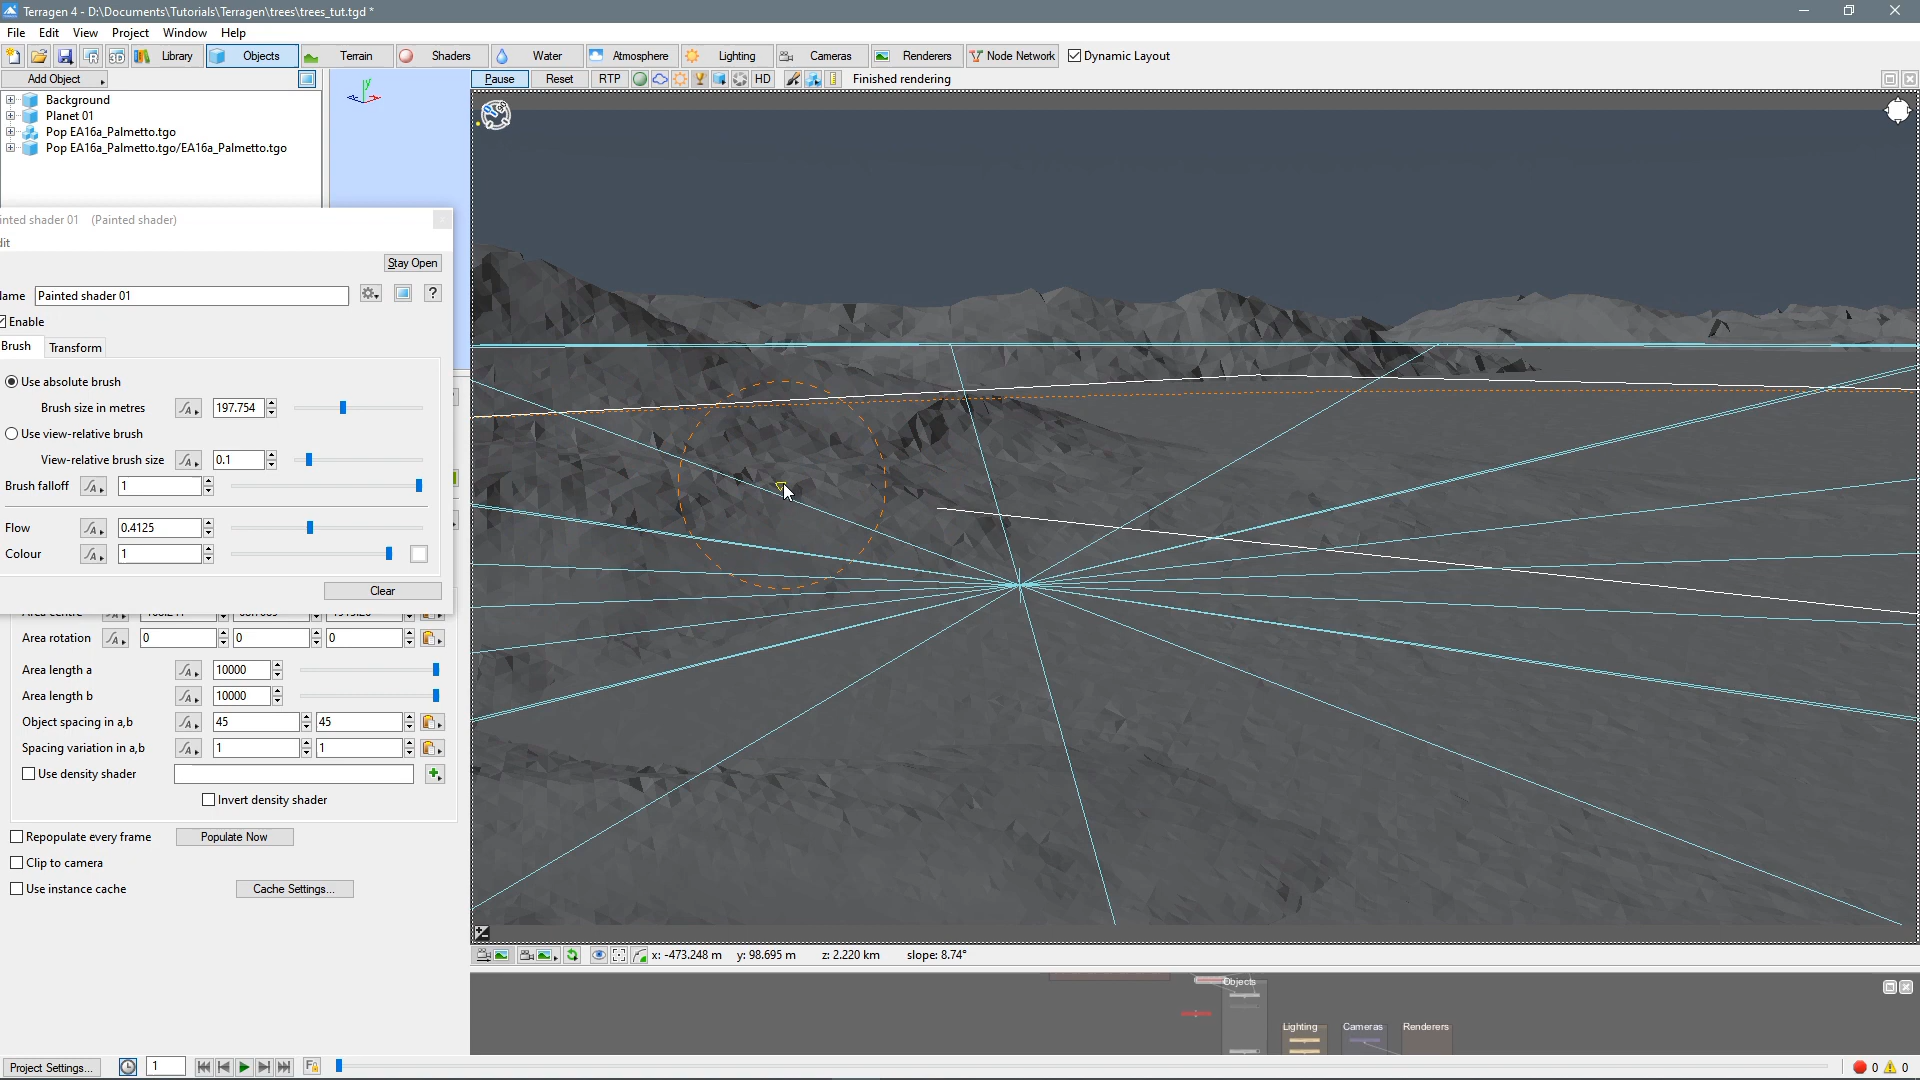 Terragen 4 - D:\Documents\Tutorials\Terragen\trees\trees_tut.tgd *
File Edit View Project Window Help
Library Objects Terrain Shaders Water Atmosphere Lighting Cameras Renderers Node Network Dynamic Layout
Add Object Pause Reset RTP HD Finished rendering
Background
Planet 01
Pop EA16a_Palmetto.tgo
Pop EA16a_Palmetto.tgo/EA16a_Palmetto.tgo
y
inted shader 01 (Painted shader)
dit
Stay Open
lame Painted shader 01 ?
Enable
Brush Transform
Use absolute brush
Brush size in metres 197.754
Use view-relative brush
View-relative brush size 0.1
Brush falloff 1
Flow 0.4125
Colour 1
Clear
Area rotation 0 0 0
Area length a 10000
Area length b 10000
Object spacing in a,b 45 45
Spacing variation in a,b 1 1
Use density shader
Invert density shader
Repopulate every frame Populate Now
Clip to camera
Use instance cache Cache Settings...
x: -473.248 m y: 98.695 m z: 2.220 km slope: 8.74°
Objects
Lighting Cameras Renderers
Project Settings... 1 0 0